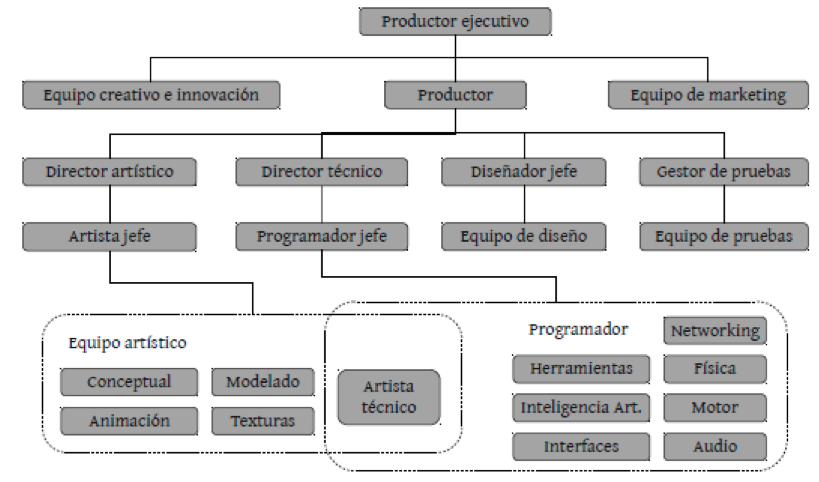 Productor ejecutivo
Equipo creativo e innovación
Productor
Equipo de marketing
Director artístico
Director técnico
Diseñador jefe
Gestor de pruebas
Artista jefe
Programador jefe
Equipo de diseño
Equipo de pruebas
Equipo artístico
Conceptual
Modelado
Animación
Texturas
Artista
técnico
Programador
Networking
Herramientas
Física
Inteligencia Art.
Motor
Interfaces
Audio